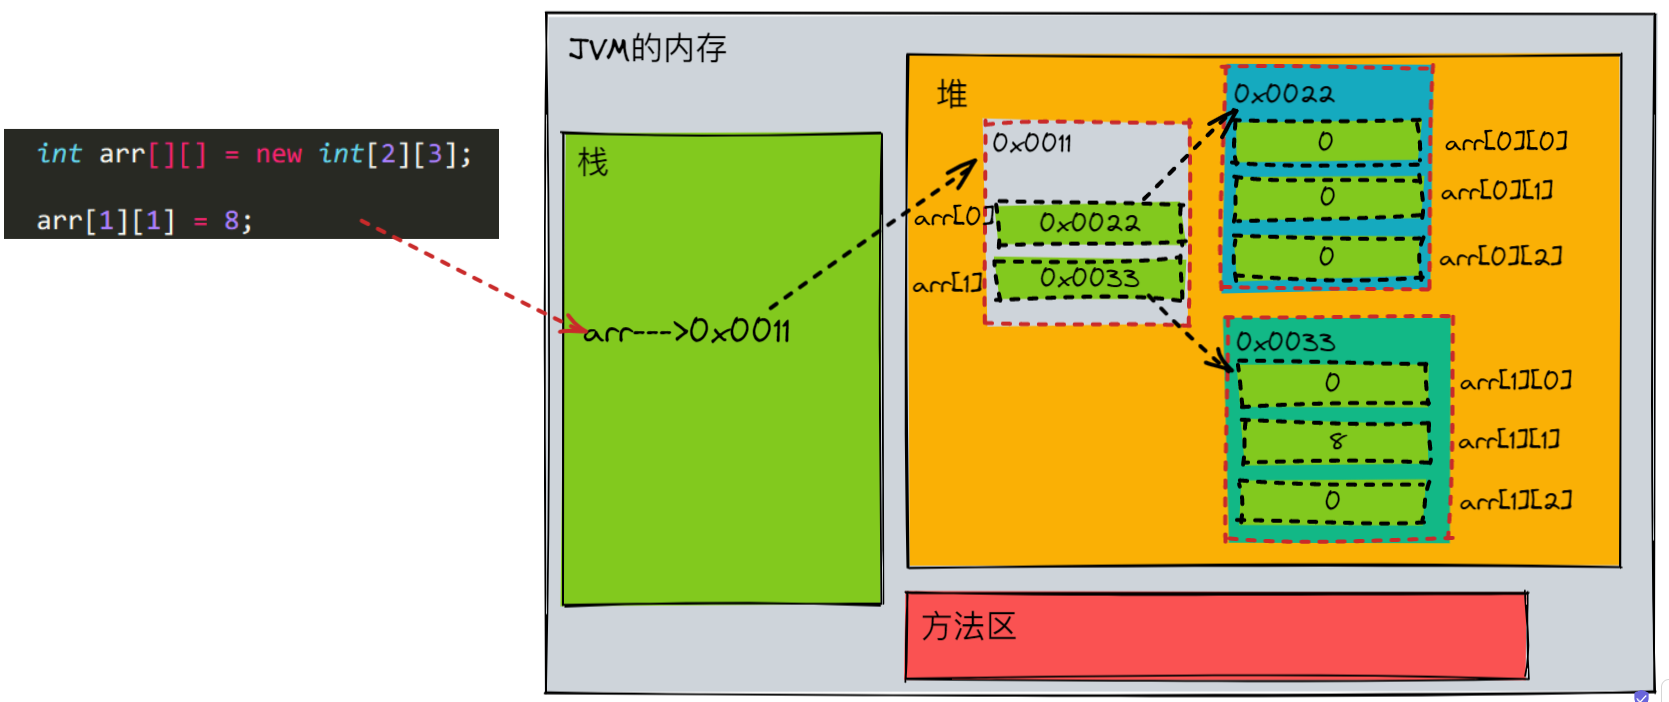 int arr[][] = new int[2][3];
arr[1][1] = 8;
JVM的内存
栈
arr--->0x0011
堆
0x0011
arr[0]
0x0022
arr[1]
0x0033
0x0022
0
arr[0][0]
0
arr[0][1]
0
arr[0][2]
0x0033
0
arr[1][0]
8
arr[1][1]
0
arr[1][2]
方法区